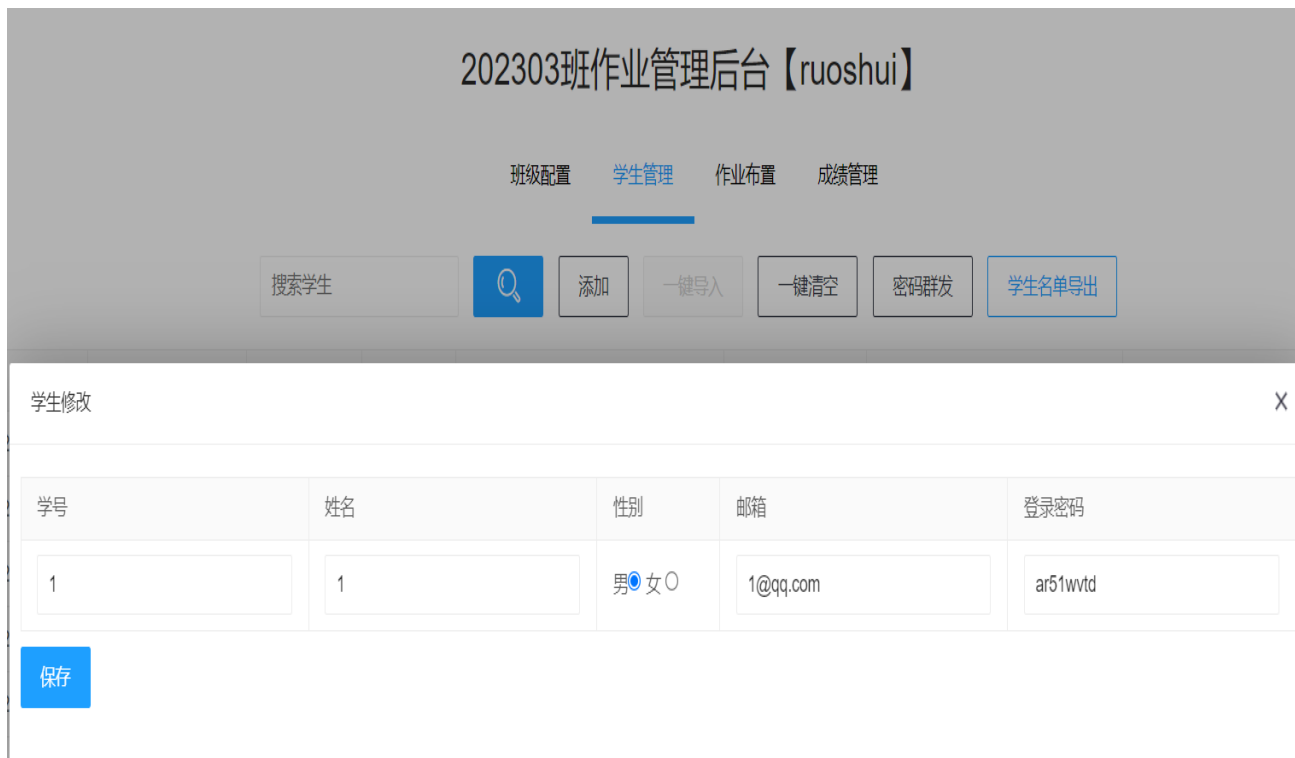 202303班作业管理后台【ruoshui】
班级配置 学生管理 作业布置 成绩管理
搜索学生 添加 一键导入 一键清空 密码群发 学生名单导出
学生修改 X
学号 姓名 性别 邮箱 登录密码
1 1 男 女 1@qq.com ar51wvtd
保存